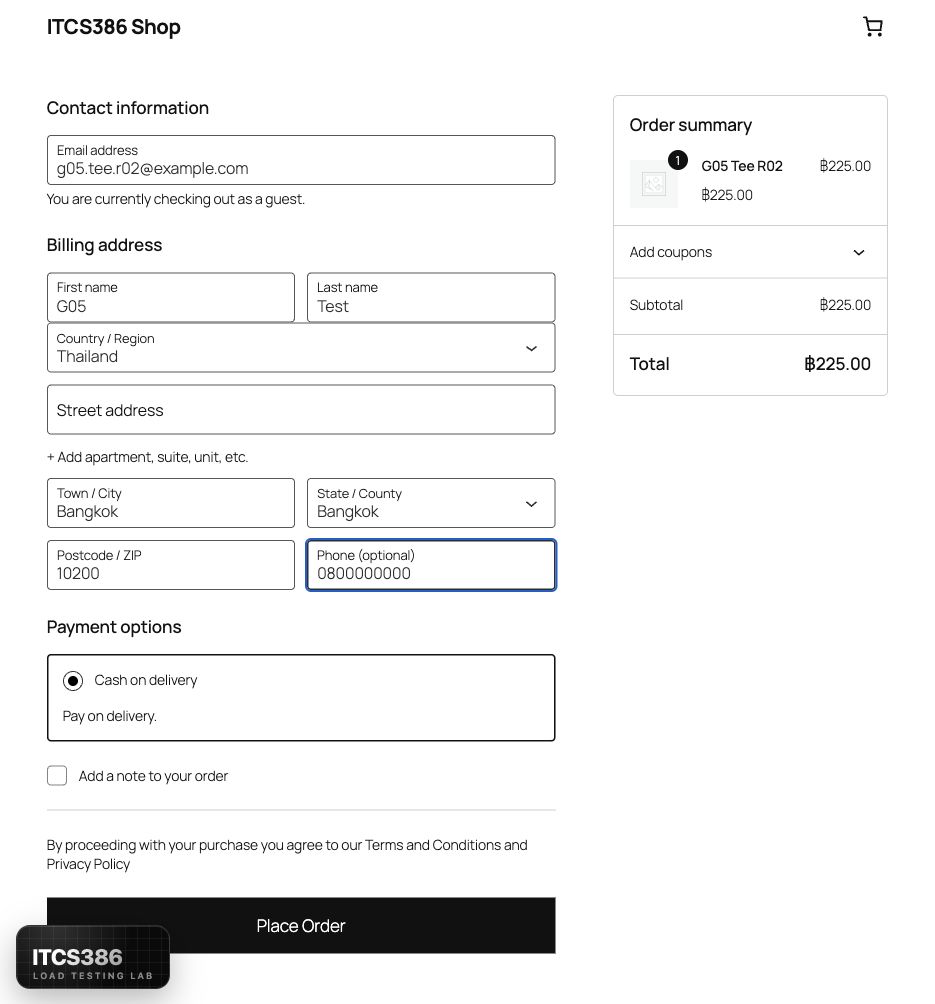 ITCS386 Shop
Contact information
Email address
g05.tee.r02@example.com
You are currently checking out as a guest.
Billing address
First name
G05
Last name
Test
Country / Region
Thailand
Street address
+ Add apartment, suite, unit, etc.
Town / City
Bangkok
State / County
Bangkok
Postcode / ZIP
10200
Phone (optional)
0800000000
Payment options
Cash on delivery
Pay on delivery.
Add a note to your order
By proceeding with your purchase you agree to our Terms and Conditions and
Privacy Policy
Place Order
ITCS386
LOAD TESTING LAB
Order summary
1
G05 Tee R02
฿225.00
฿225.00
Add coupons
Subtotal
฿225.00
Total
฿225.00